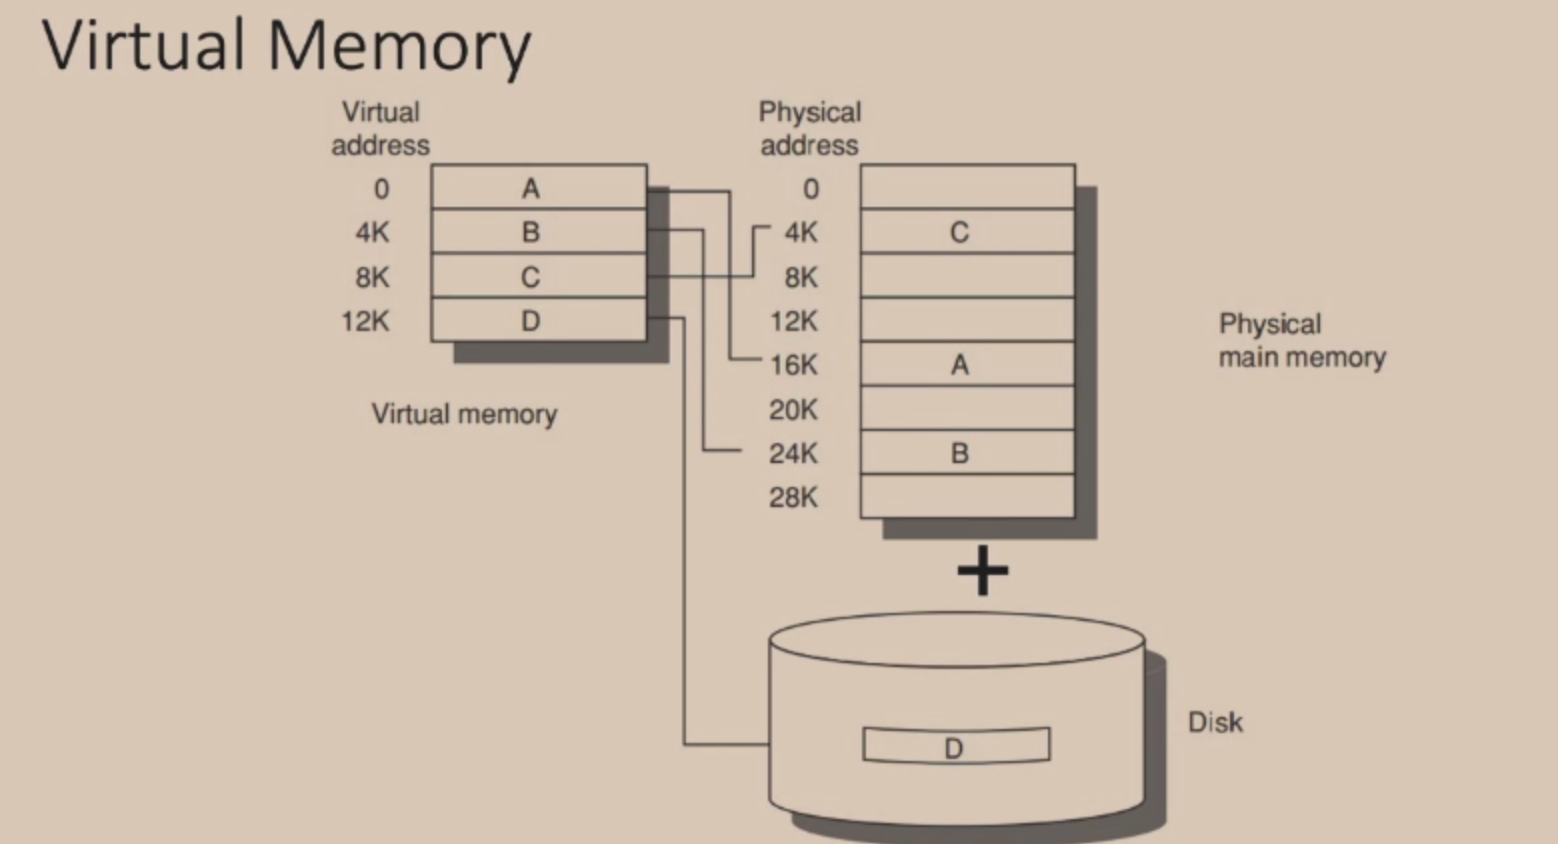 Virtual Memory
Virtual
address
0
4K
8K
12K
A
B
C
D
Virtual memory
Physical
address
0
4K
8K
12K
16K
20K
24K
28K
C
A
B
Physical
main memory
+
D
Disk